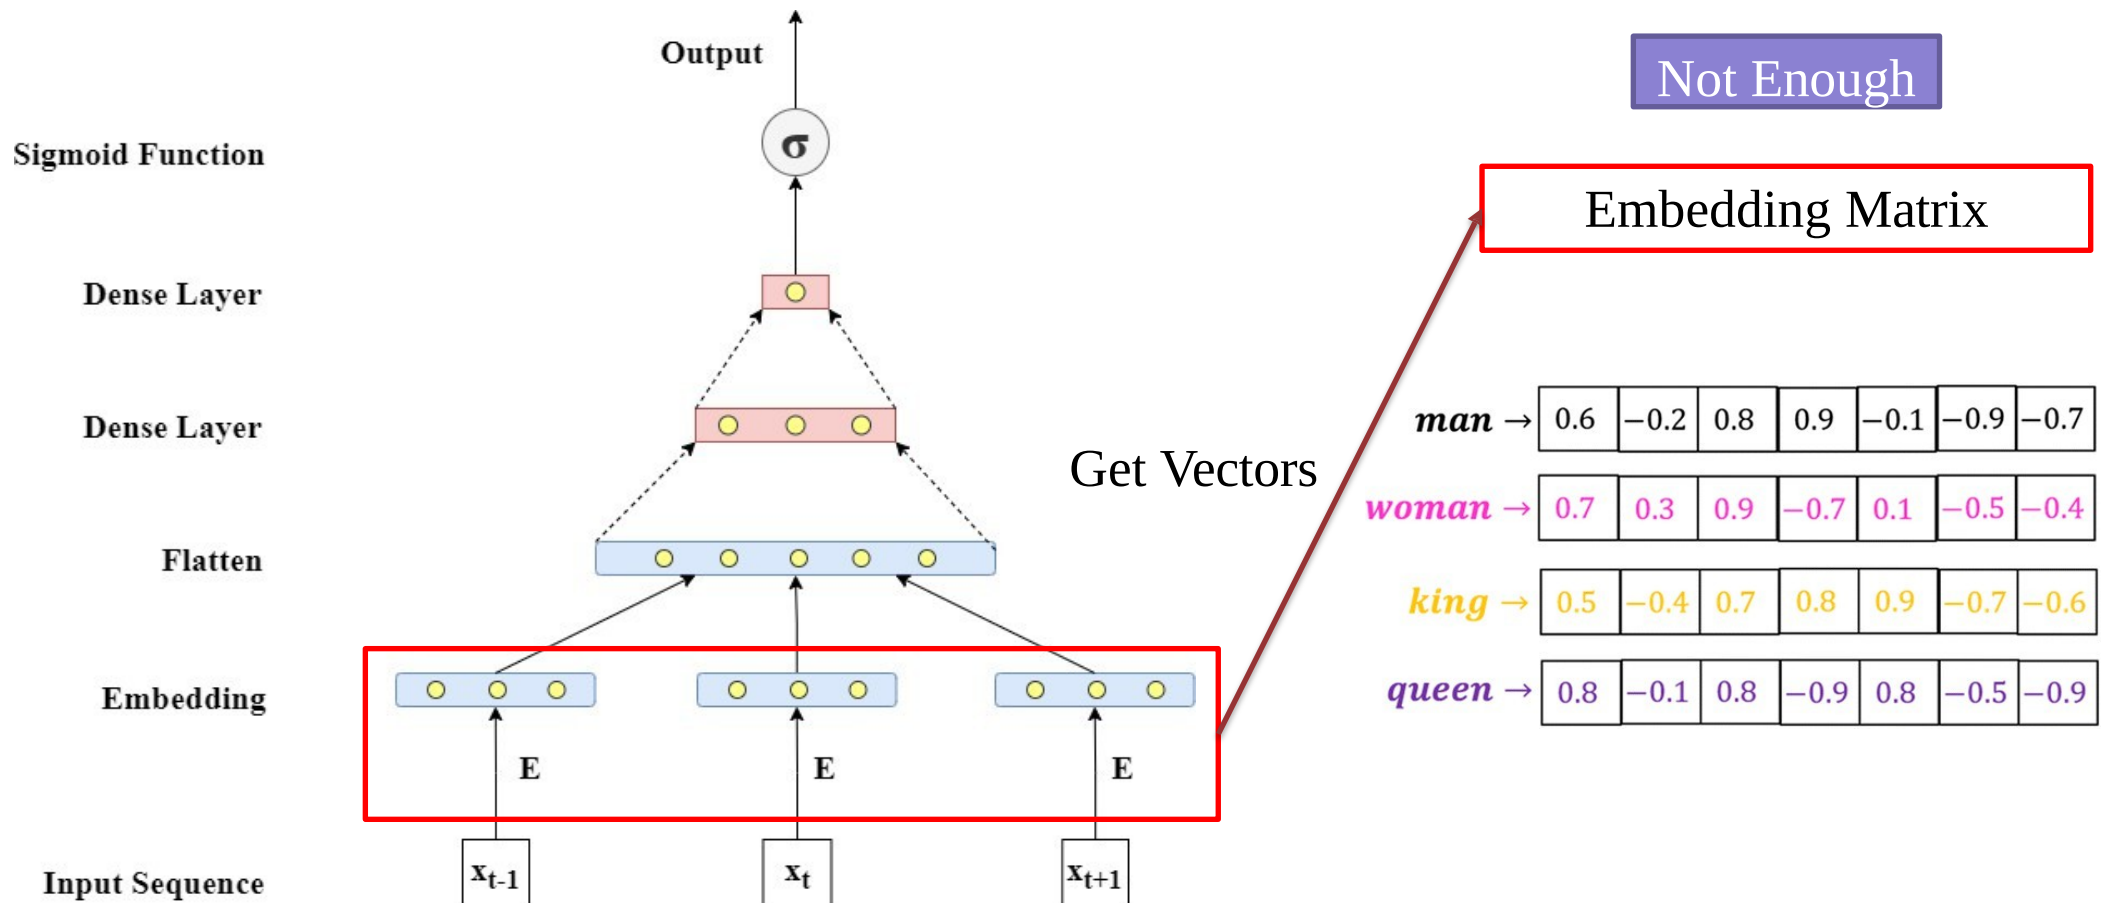 Output
Not Enough
Sigmoid Function
σ
Embedding Matrix
Dense Layer
Dense Layer
Get Vectors
man → 0.6 −0.2 0.8 0.9 −0.1 −0.9 −0.7
woman → 0.7 0.3 0.9 −0.7 0.1 −0.5 −0.4
king → 0.5 −0.4 0.7 0.8 0.9 −0.7 −0.6
queen → 0.8 −0.1 0.8 −0.9 0.8 −0.5 −0.9
Flatten
Embedding
E E E
Input Sequence
x_{t-1} x_t x_{t+1}